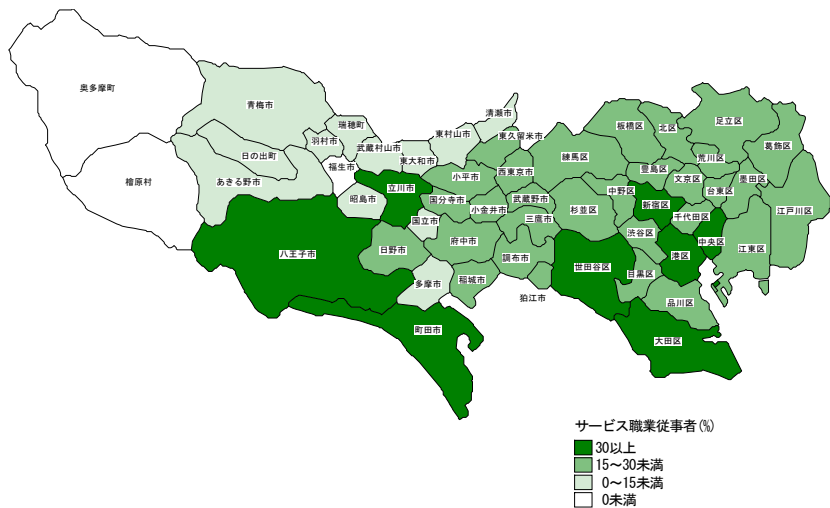 奥多摩町
檜原村
青梅市
日の出町
あきる野市
瑞穂町
羽村市
武蔵村山市
福生市
東大和市
東村山市
清瀬市
東久留米市
昭島市
立川市
国立市
小平市
国分寺市
小金井市
西東京市
武蔵野市
三鷹市
八王子市
日野市
多摩市
町田市
府中市
稲城市
調布市
狛江市
練馬区
板橋区
北区
足立区
葛飾区
荒川区
豊島区
文京区
台東区
墨田区
江戸川区
中野区
新宿区
千代田区
杉並区
渋谷区
中央区
江東区
港区
世田谷区
目黒区
品川区
大田区
サービス職業従事者(%)
30以上
15～30未満
0～15未満
0未満